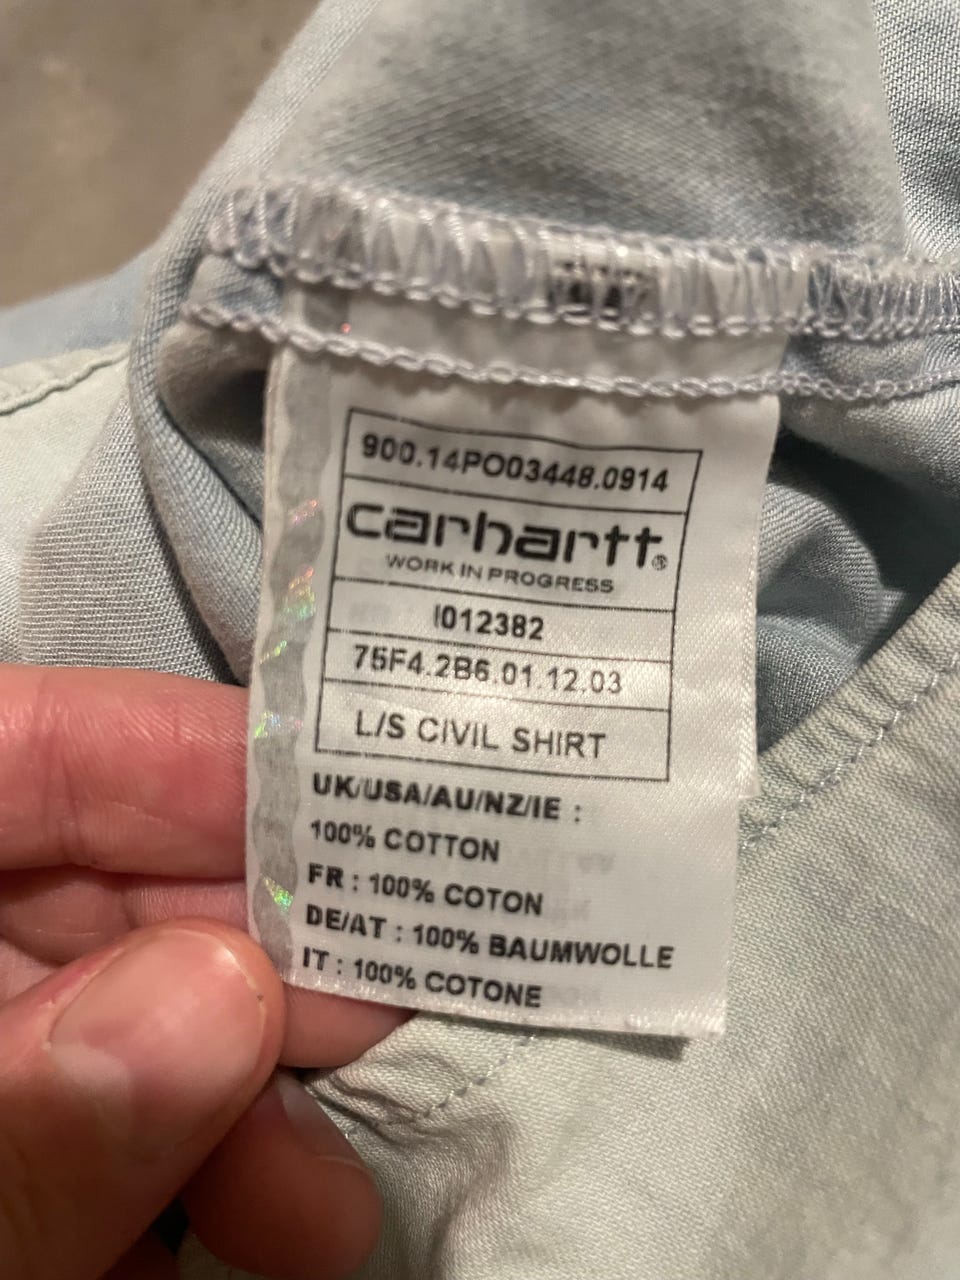 900.14PO03448.0914
carhartt®
WORK IN PROGRESS
I012382
75F4.2B6.01.12.03
L/S CIVIL SHIRT
UK/USA/AU/NZ/IE :
100% COTTON
FR : 100% COTON
DE/AT : 100% BAUMWOLLE
IT : 100% COTONE